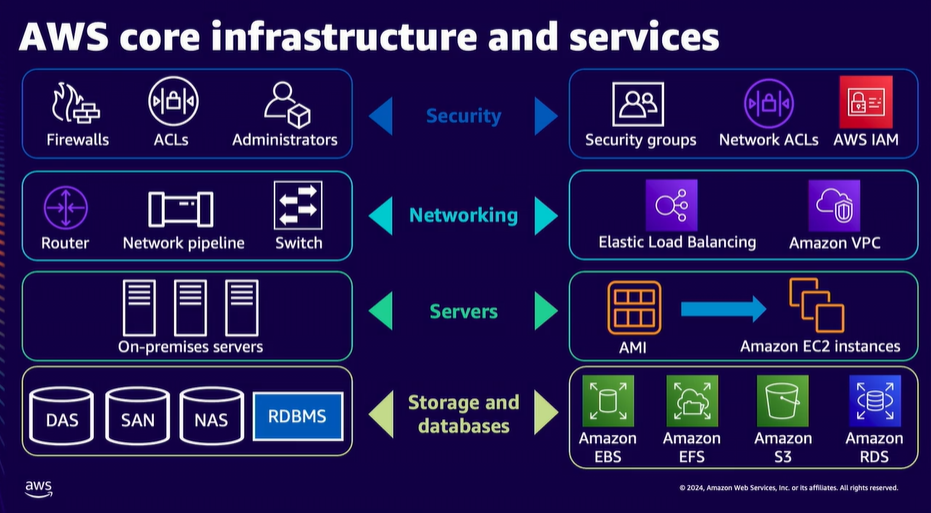 AWS core infrastructure and services
Firewalls
ACLs
Administrators
Security
Security groups
Network ACLs
AWS IAM
Router
Network pipeline
Switch
Networking
Elastic Load Balancing
Amazon VPC
On-premises servers
Servers
AMI
Amazon EC2 instances
DAS
SAN
NAS
RDBMS
Storage and
databases
Amazon
EBS
Amazon
EFS
Amazon
S3
Amazon
RDS
aws
© 2024, Amazon Web Services, Inc. or its affiliates. All rights reserved.